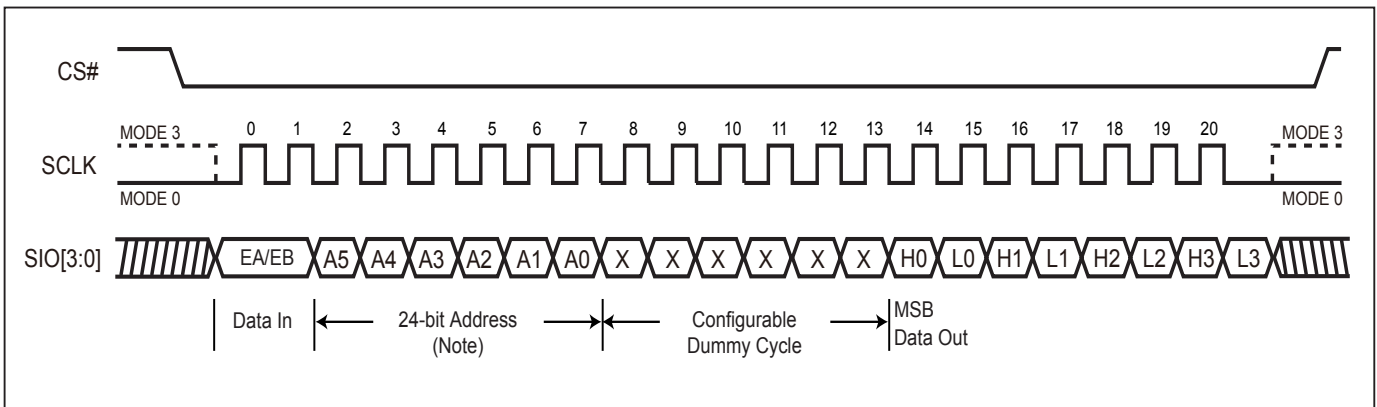 CS#
MODE 3
0 1 2 3 4 5 6 7 8 9 10 11 12 13 14 15 16 17 18 19 20
MODE 3
SCLK
MODE 0
MODE 0
SIO[3:0]
EA/EB A5 A4 A3 A2 A1 A0 X X X X X X H0 L0 H1 L1 H2 L2 H3 L3
Data In
24-bit Address
(Note)
Configurable
Dummy Cycle
MSB
Data Out